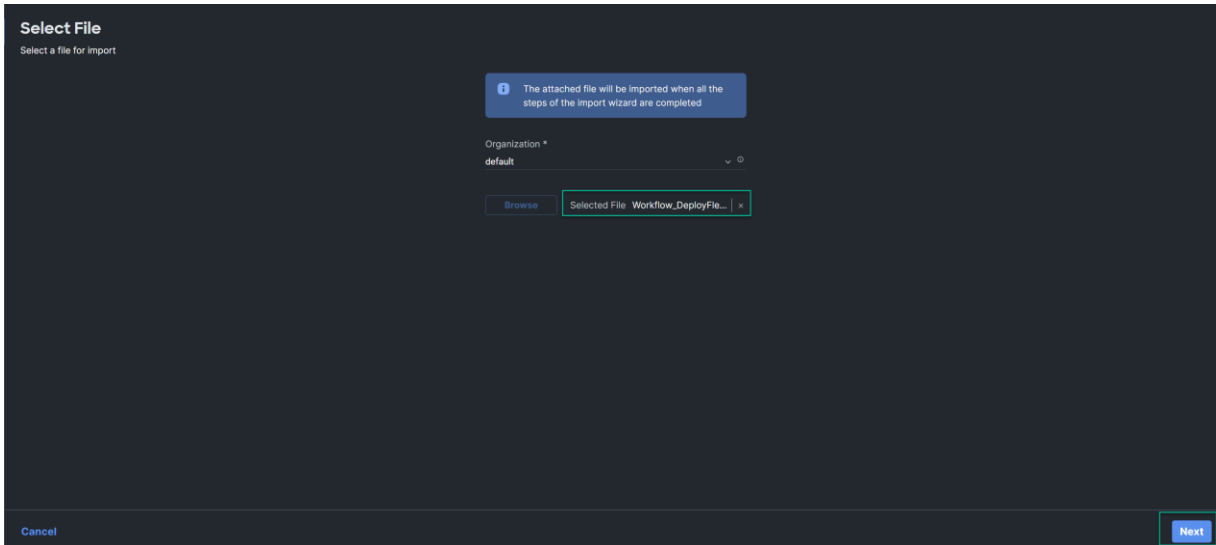 Select File
Select a file for import
The attached file will be imported when all the
steps of the import wizard are completed
Organization *
default
Browse Selected File Workflow_DeployFle... ×
Cancel Next